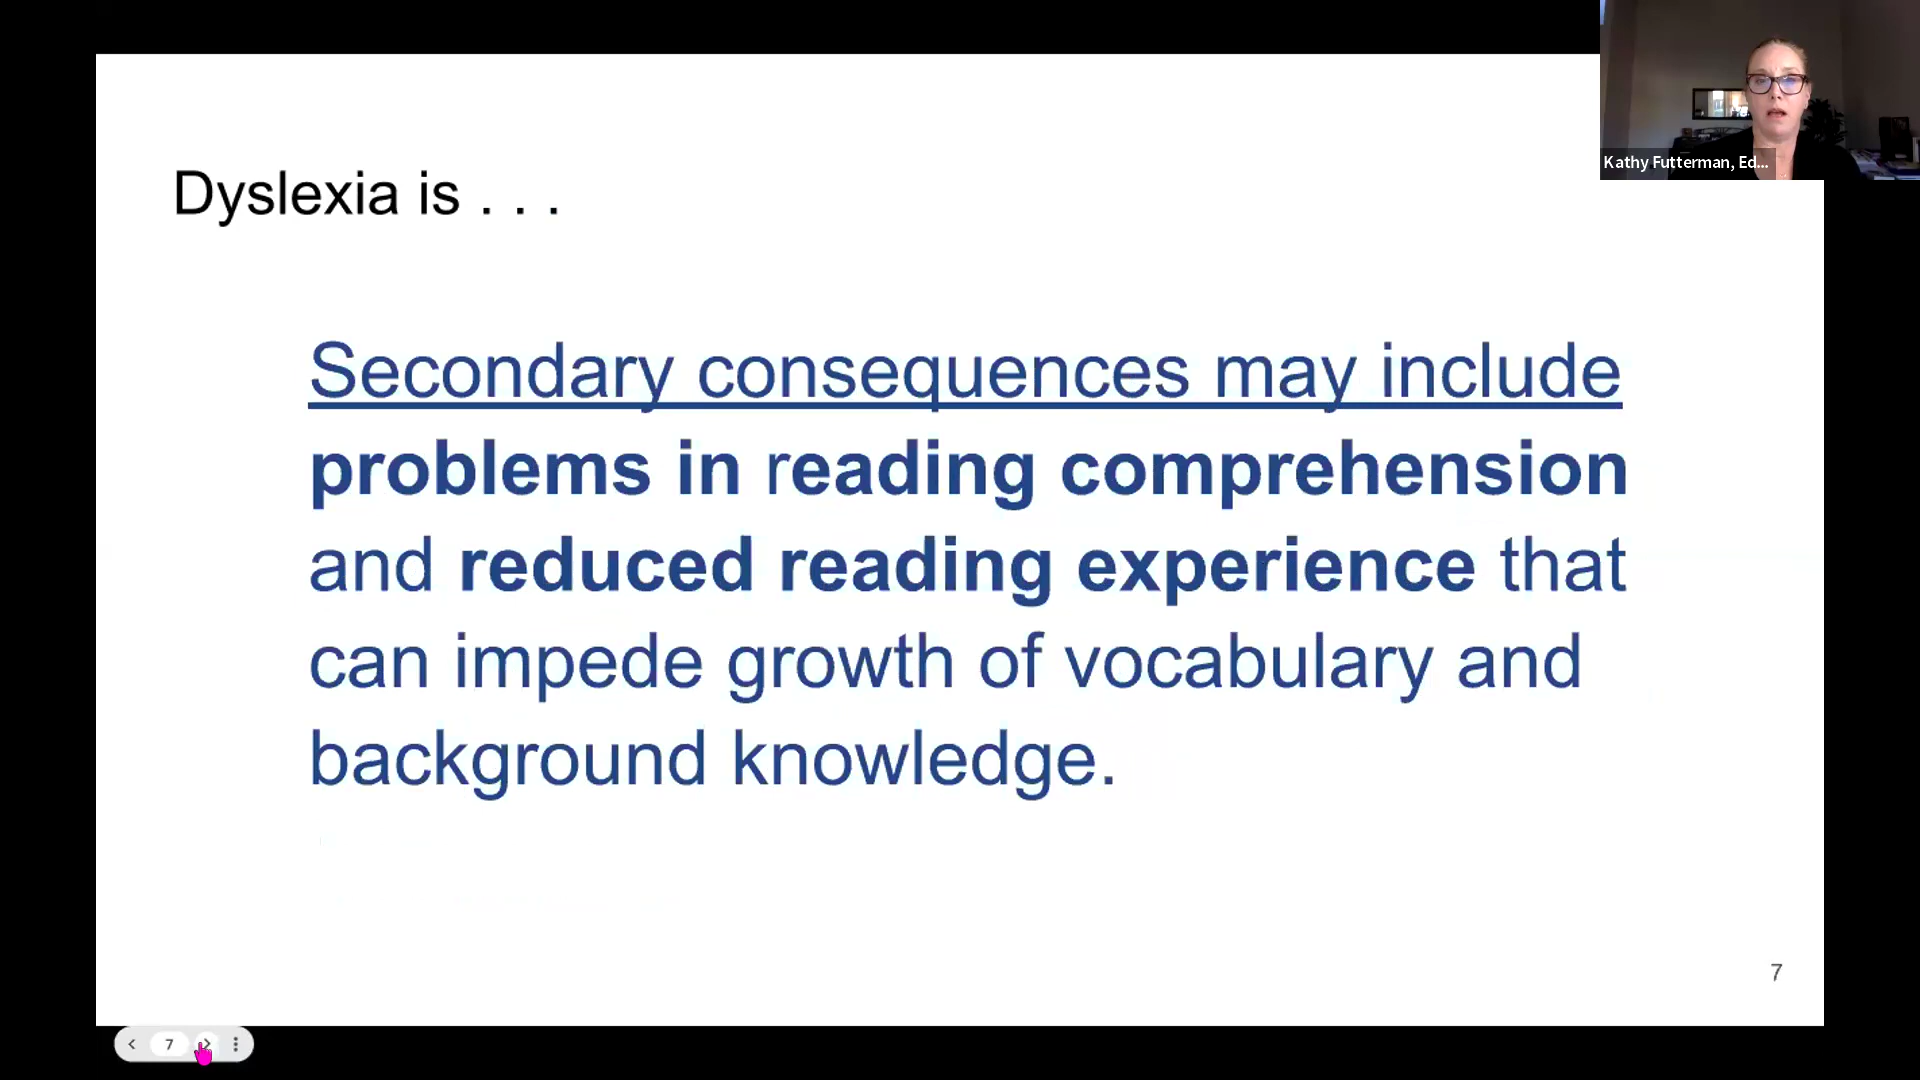 Kathy Futterman, Ed...
Dyslexia is . . .
Secondary consequences may include
problems in reading comprehension
and reduced reading experience that
can impede growth of vocabulary and
background knowledge.
7
7